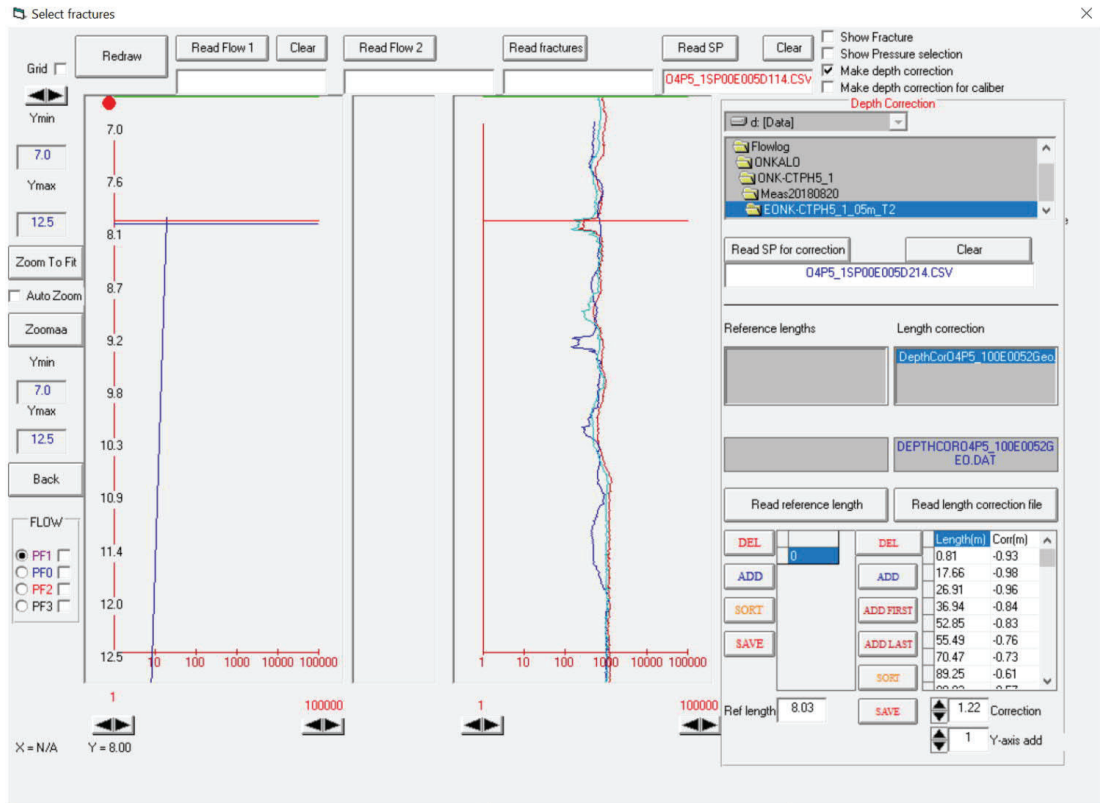 Select fractures
Redraw
Read Flow 1
Clear
Read Flow 2
Read fractures
Read SP
Clear
O4P5_1SP00E005D114.CSV
Show Fracture
Show Pressure selection
Make depth correction
Make depth correction for caliber
Grid
Ymin
7.0
Ymax
12.5
Zoom To Fit
Auto Zoom
Zoomaa
Ymin
7.0
Ymax
12.5
Back
FLOW
PF1
PF0
PF2
PF3
7.0
7.6
8.1
8.7
9.2
9.8
10.3
10.9
11.4
12.0
12.5
10 100 1000 10000 100000
1 100000
1 10 100 1000 10000 100000
1 100000
X = N/A Y = 8.00
Depth Correction
d: [Data]
Flowlog
ONKALO
ONK-CTPH5_1
Meas20180820
EONK-CTPH5_1_05m_T2
Read SP for correction
Clear
O4P5_1SP00E005D214.CSV
Reference lengths
Length correction
DepthCorO4P5_100E0052Geo.
DEPTHCORO4P5_100E0052G
EO.DAT
Read reference length
Read length correction file
DEL
ADD
SORT
SAVE
0
DEL
ADD
ADD FIRST
ADD LAST
SORT
SAVE
Length(m) Corr(m)
0.81 -0.93
17.66 -0.98
26.91 -0.96
36.94 -0.84
52.85 -0.83
55.49 -0.76
70.47 -0.73
89.25 -0.61
Ref length 8.03
1.22 Correction
1 Y-axis add